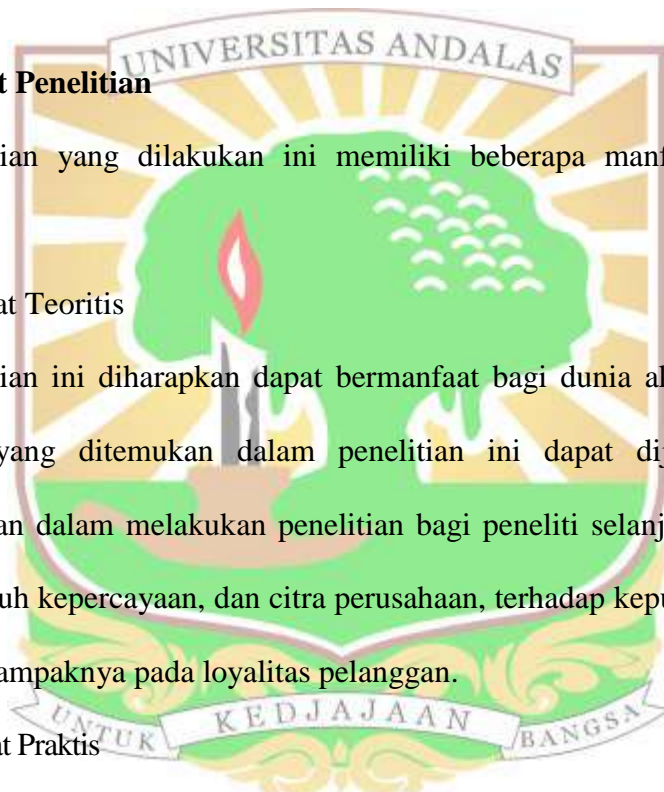 UNIVERSITAS ANDALAS
t Penelitian
ian yang dilakukan ini memiliki beberapa manf
at Teoritis
ian ini diharapkan dapat bermanfaat bagi dunia a
yang ditemukan dalam penelitian ini dapat dij
an dalam melakukan penelitian bagi peneliti selanj
uh kepercayaan, dan citra perusahaan, terhadap kepu
ampaknya pada loyalitas pelanggan.
UNTUK KEDJAJAAN BANGSA
at Praktis